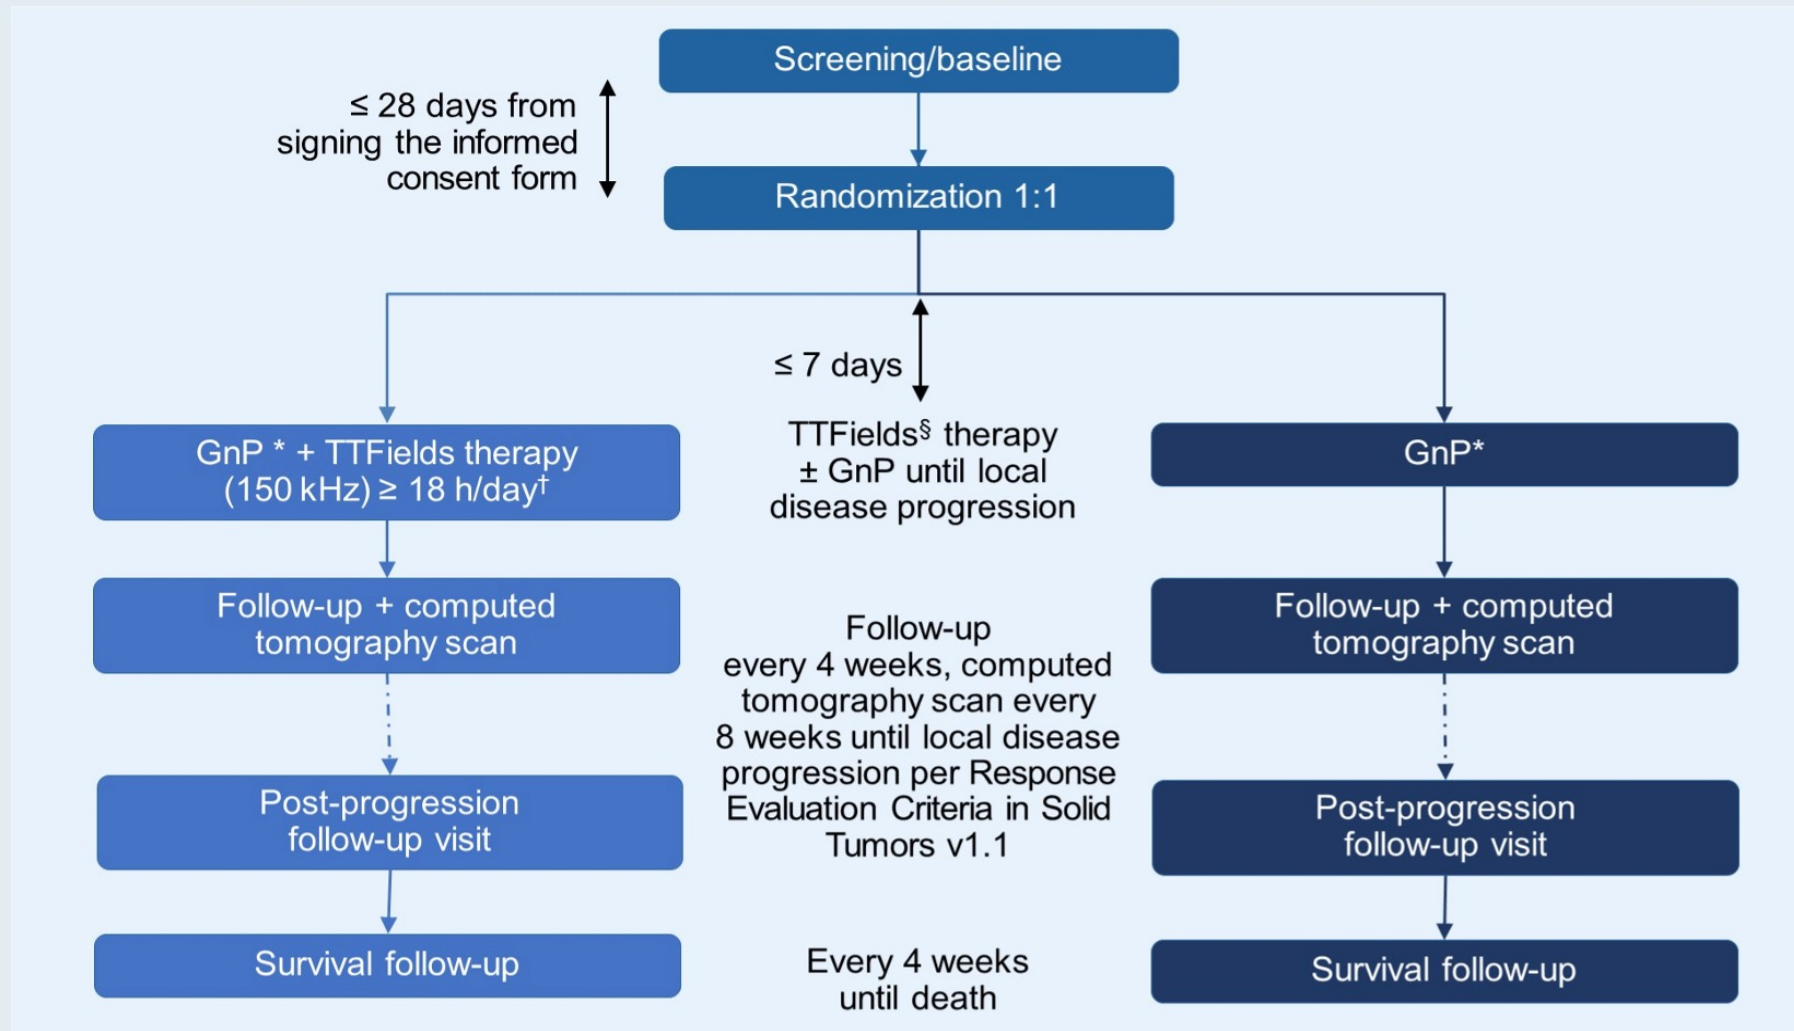 Screening/baseline
≤ 28 days from
signing the informed
consent form
Randomization 1:1
≤ 7 days
GnP * + TTFields therapy
(150 kHz) ≥ 18 h/day†
TTFields§ therapy
± GnP until local
disease progression
GnP*
Follow-up + computed
tomography scan
Follow-up
every 4 weeks, computed
tomography scan every
8 weeks until local disease
progression per Response
Evaluation Criteria in Solid
Tumors v1.1
Follow-up + computed
tomography scan
Post-progression
follow-up visit
Post-progression
follow-up visit
Survival follow-up
Every 4 weeks
until death
Survival follow-up